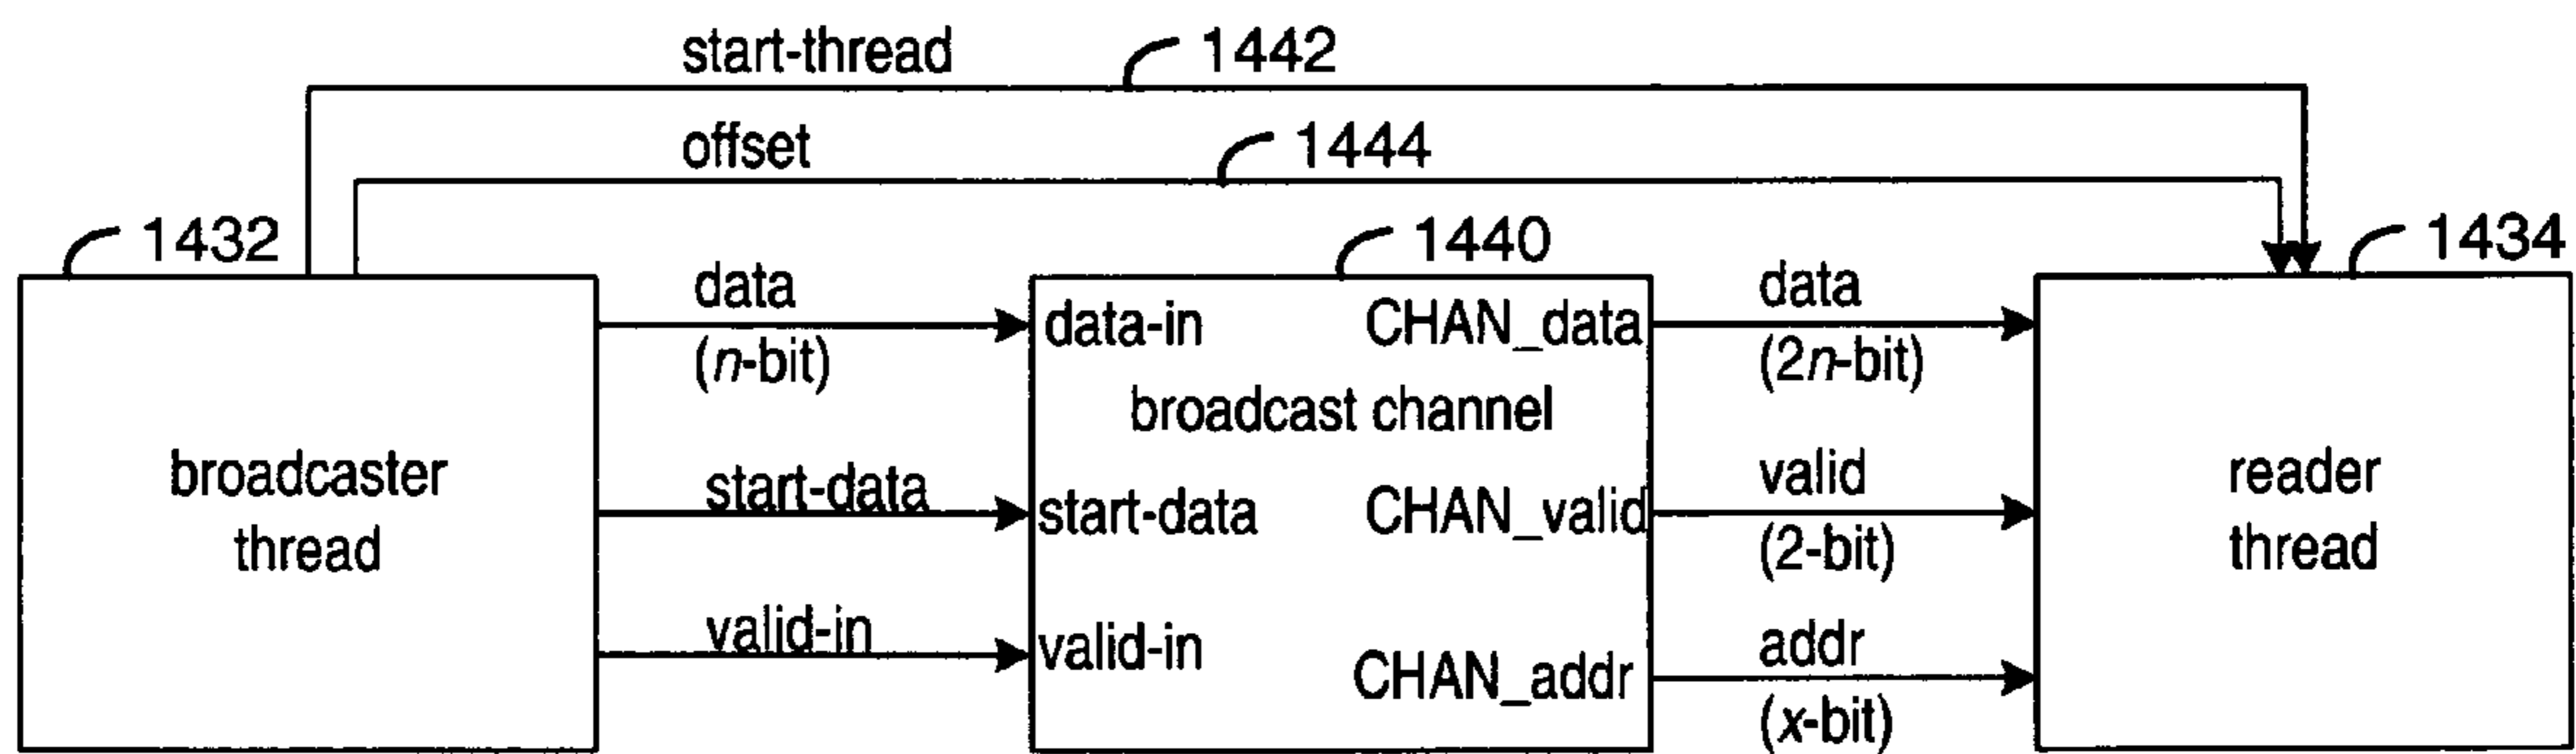 start-thread
1442
offset
1444
1432
1440
1434
data
(n-bit)
start-data
valid-in
broadcaster
thread
data-in
CHAN_data
broadcast channel
start-data
CHAN_valid
valid-in
CHAN_addr
data
(2n-bit)
valid
(2-bit)
addr
(x-bit)
reader
thread